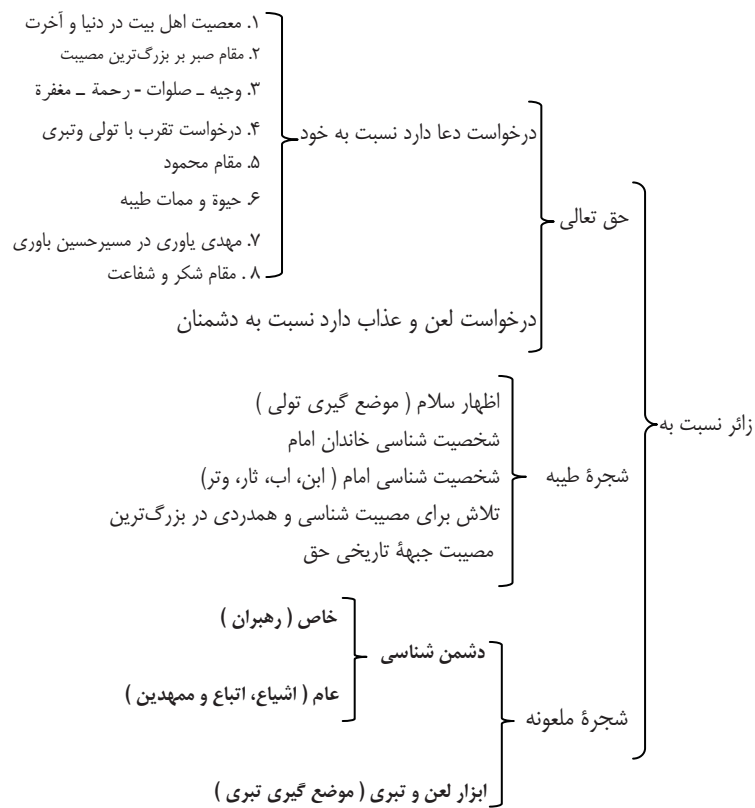 زائر نسبت به
حق تعالی
درخواست دعا دارد نسبت به خود
۱. معصیت اهل بیت در دنیا و آخرت
۲. مقام صبر بر بزرگ‌ترین مصیبت
۳. وجیه ـ صلوات - رحمة ـ مغفرة
۴. درخواست تقرب با تولی وتبری
۵. مقام محمود
۶. حیوة و ممات طیبه
۷. مهدی یاوری در مسیرحسین باوری
۸ . مقام شکر و شفاعت
درخواست لعن و عذاب دارد نسبت به دشمنان
شجرۀ طیبه
اظهار سلام ( موضع گیری تولی )
شخصیت شناسی خاندان امام
شخصیت شناسی امام ( ابن، اب، ثار، وتر)
تلاش برای مصیبت شناسی و همدردی در بزرگ‌ترین
مصیبت جبهۀ تاریخی حق
شجرۀ ملعونه
دشمن شناسی
خاص ( رهبران )
عام ( اشیاع، اتباع و ممهدین )
ابزار لعن و تبری ( موضع گیری تبری )